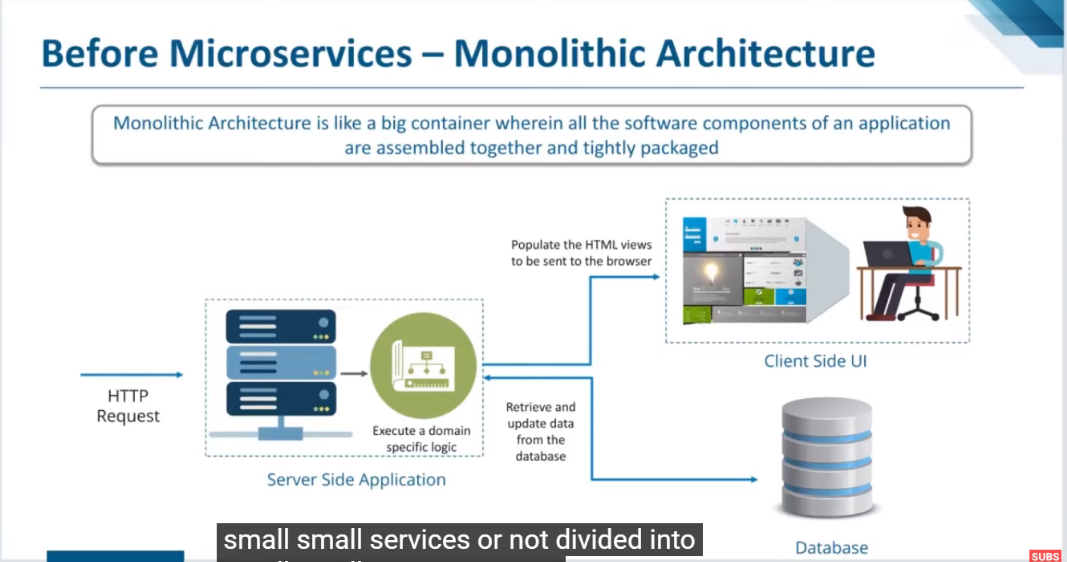 Before Microservices – Monolithic Architecture
Monolithic Architecture is like a big container wherein all the software components of an application
are assembled together and tightly packaged
Populate the HTML views
to be sent to the browser
Client Side UI
HTTP
Request
Execute a domain
specific logic
Server Side Application
Retrieve and
update data
from the
database
Database
small small services or not divided into
SUBS